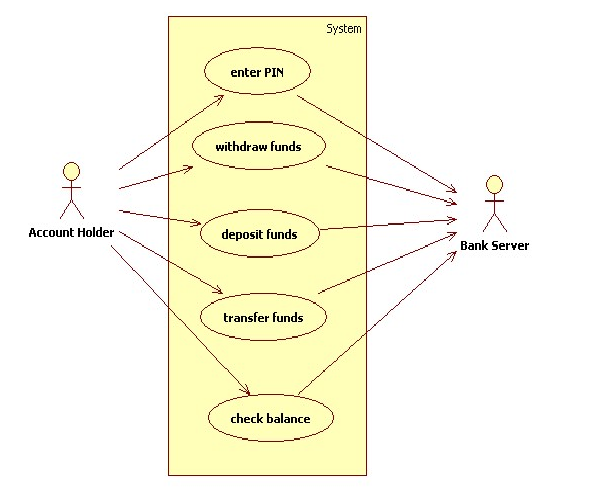 System
enter PIN
withdraw funds
Account Holder
Bank Server
deposit funds
transfer funds
check balance